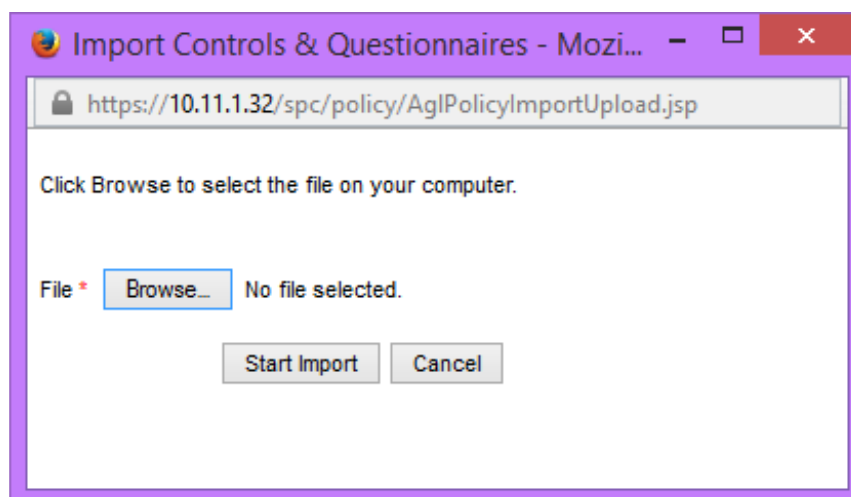 Import Controls & Questionnaires - Mozi...
https://10.11.1.32/spc/policy/AglPolicyImportUpload.jsp
Click Browse to select the file on your computer.
File * Browse... No file selected.
Start Import Cancel